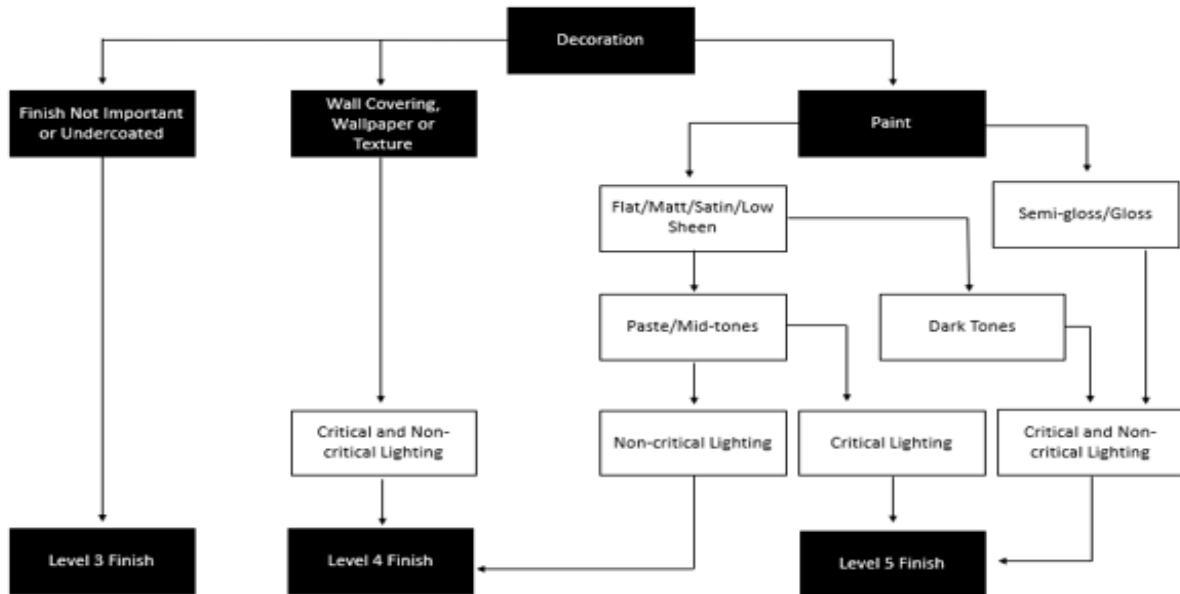 Decoration
Finish Not Important
or Undercoated
Wall Covering,
Wallpaper or
Texture
Paint
Flat/Matt/Satin/Low
Sheen
Semi-gloss/Gloss
Paste/Mid-tones
Dark Tones
Critical and Non-
critical Lighting
Non-critical Lighting
Critical Lighting
Critical and Non-
critical Lighting
Level 3 Finish
Level 4 Finish
Level 5 Finish